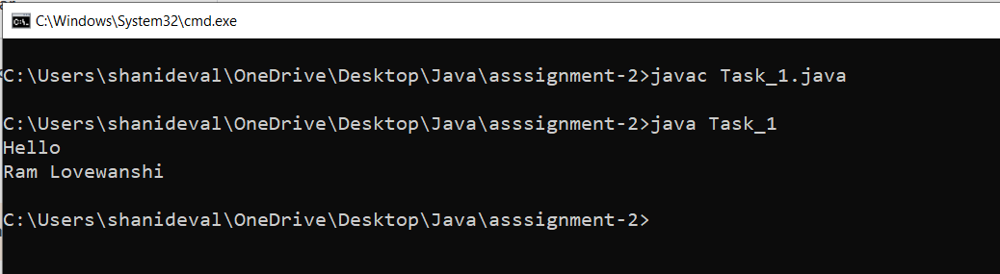 C:\Windows\System32\cmd.exe
C:\Users\shanideval\OneDrive\Desktop\Java\asssignment-2>javac Task_1.java
C:\Users\shanideval\OneDrive\Desktop\Java\asssignment-2>java Task_1
Hello
Ram Lovewanshi
C:\Users\shanideval\OneDrive\Desktop\Java\asssignment-2>